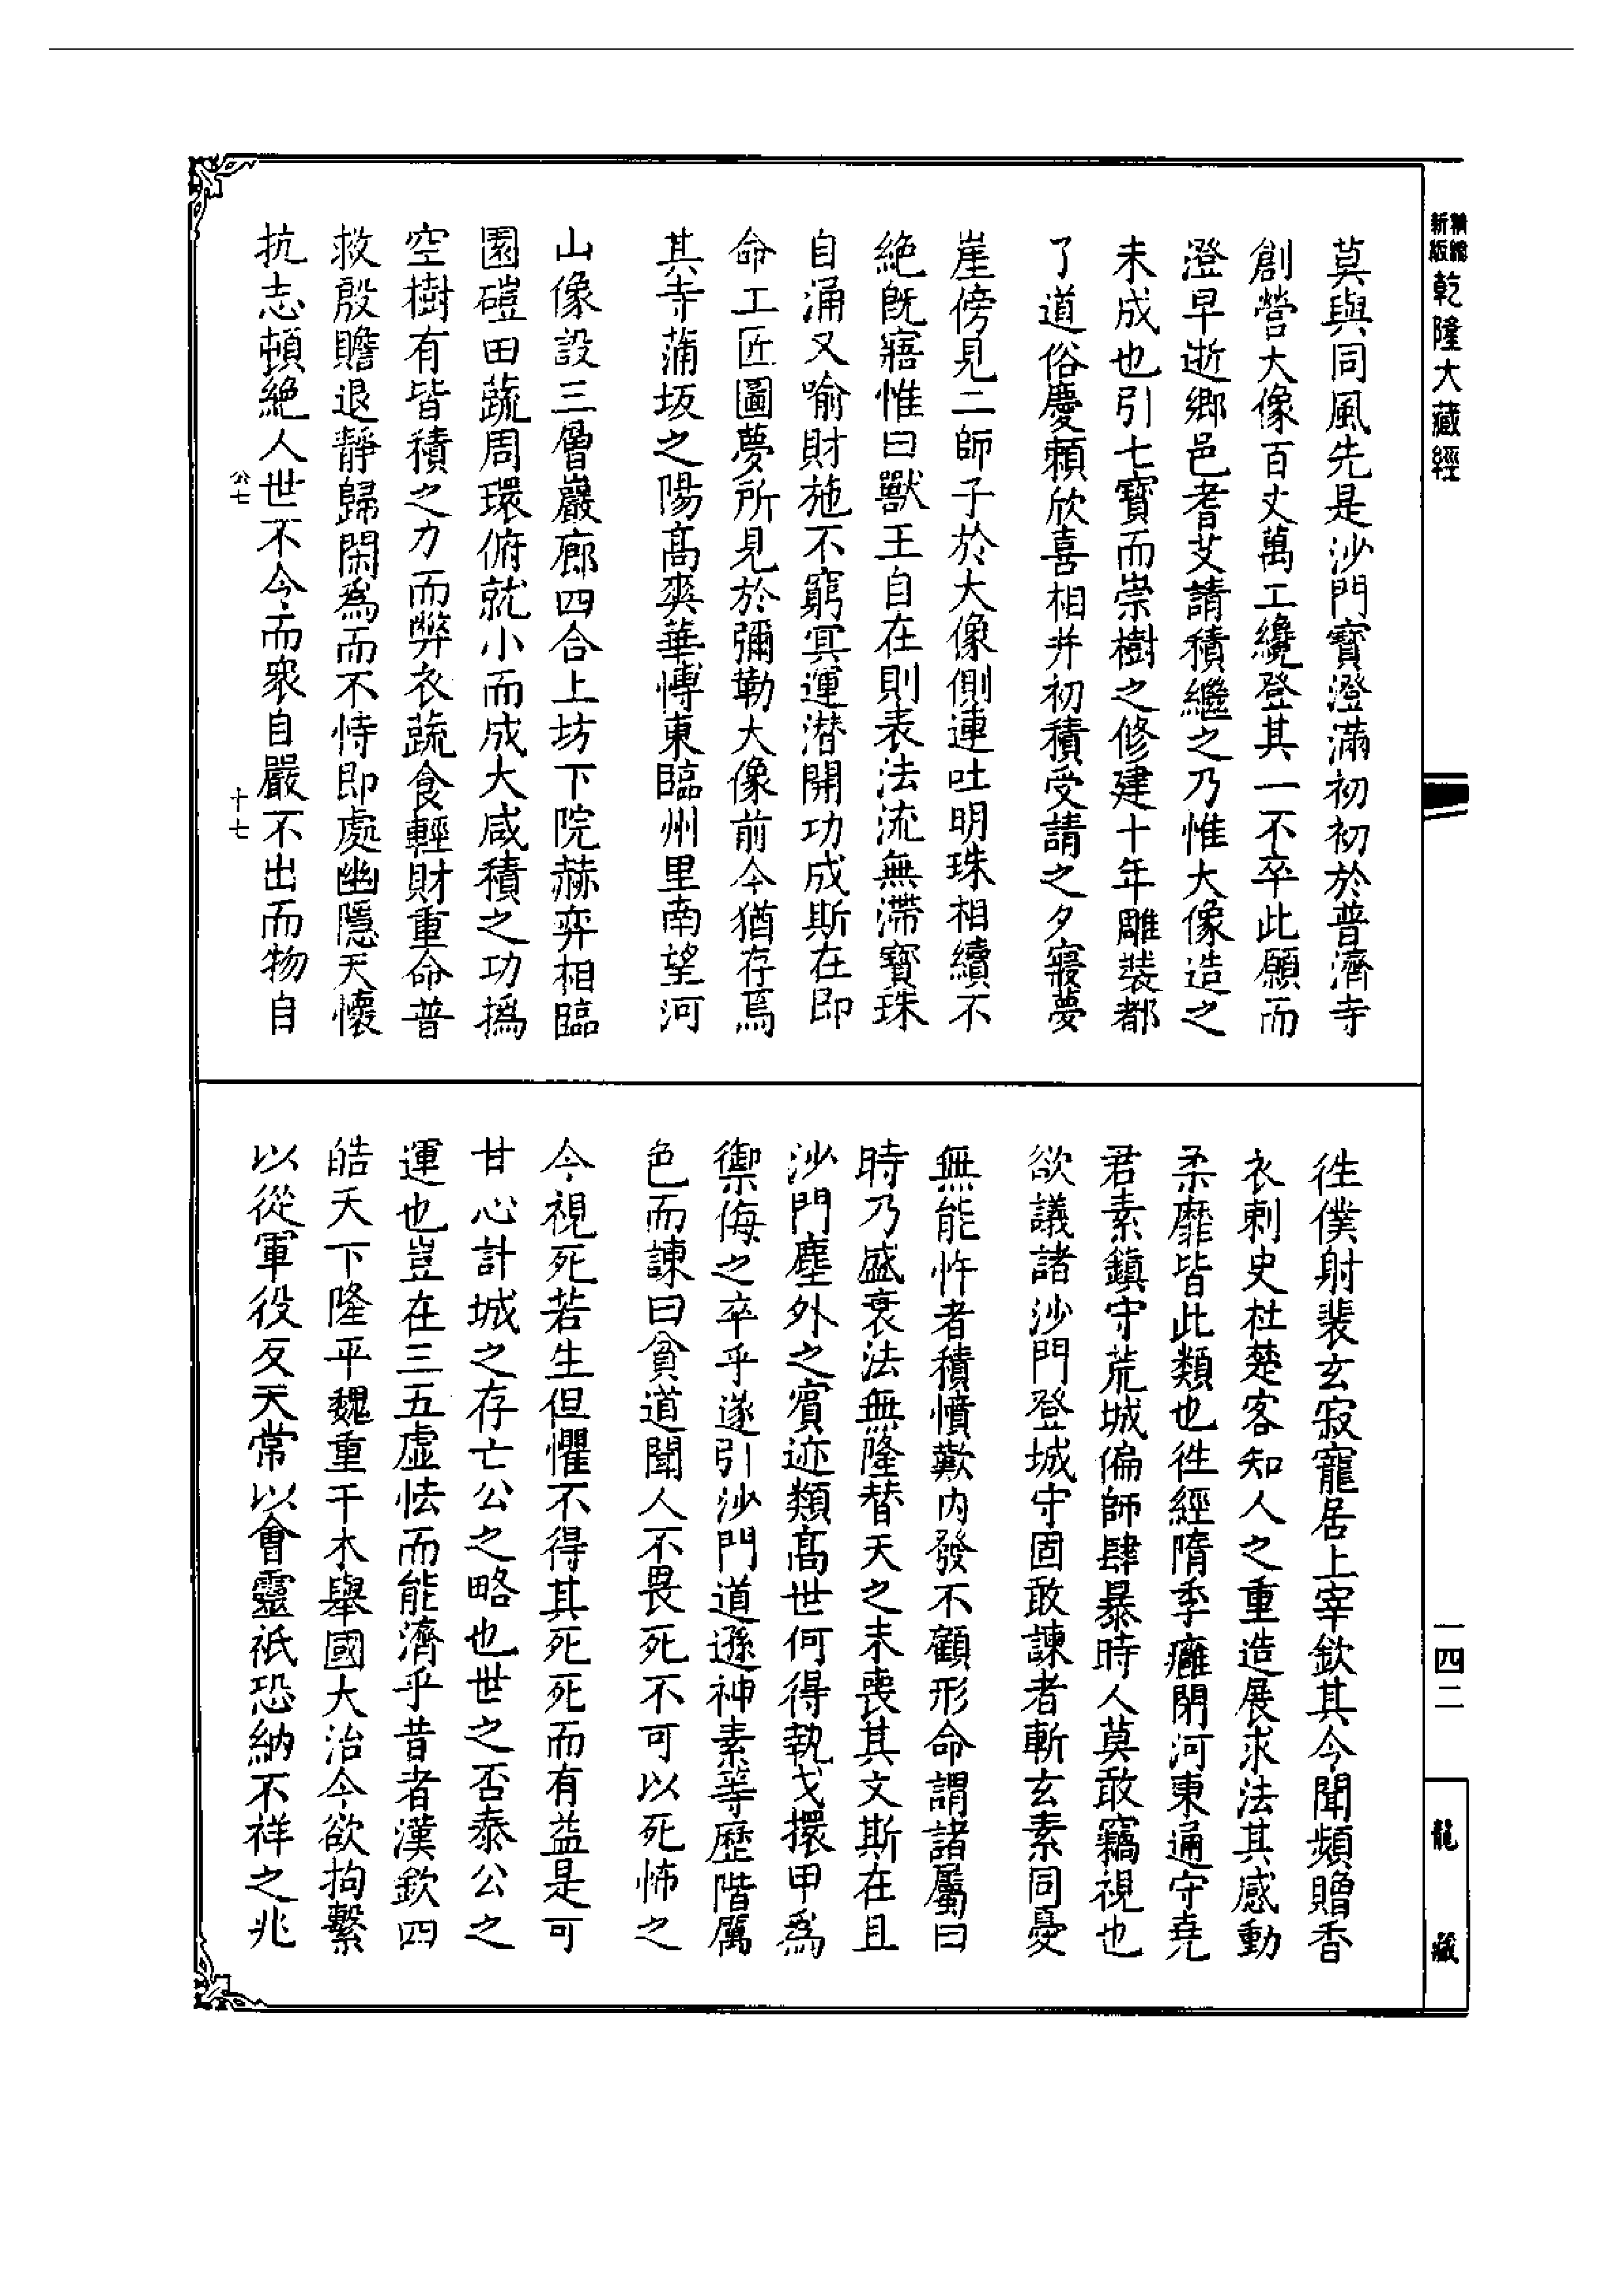 新版 精縮 乾隆大藏經
莫與同風先是沙門寶澄滿初初於普濟寺
創營大像百丈萬工纔登其一不卒此願而
澄早逝鄉邑耆艾請積繼之乃惟大像造之
未成也引七寶而崇樹之修建十年雕裝都
了道俗慶賴欣喜相并初積受請之夕寢夢
崖傍見二師子於大像側連吐明珠相續不
絕既寤惟曰獸王自在則表法流無滯寶珠
自涌又喻財施不窮冥運潛開功成斯在即
命工匠圖夢所見於彌勒大像前今猶存焉
其寺蒲坂之陽高爽華博東臨州里南望河
山像設三層巖廊四合上坊下院赫弈相臨
園磑田蔬周環俯就小而成大咸積之功撝
空樹有皆積之力而弊衣蔬食輕財重命普
救殷贍退靜歸閑為而不恃即處幽隱天懷
抗志頓絕人世不令而眾自嚴不出而物自
公七 十七
往僕射裴玄寂寵居上宰欽其令聞頻贈香
衣刺史杜楚客知人之重造展求法其感動
柔靡皆此類也往經隋季癰閉河東通守堯
君素鎮守荒城偏師肆暴時人莫敢竊視也
欲議諸沙門登城守固敢諫者斬玄素同憂
無能忤者積憤歎內發不顧形命謂諸屬曰
時乃盛衰法無隆替天之未喪其文斯在且
沙門塵外之賓迹類高世何得執戈擐甲為
禦侮之卒乎遂引沙門道遜神素等歷階厲
色而諫曰貧道聞人不畏死不可以死怖之
今視死若生但懼不得其死死而有益是可
甘心計城之存亡公之略也世之否泰公之
運也豈在三五虛怯而能濟乎昔者漢欽四
皓天下隆平魏重干木舉國大治今欲拘繫
以從軍役反天常以會靈祇恐納不祥之兆
一四二
龍藏